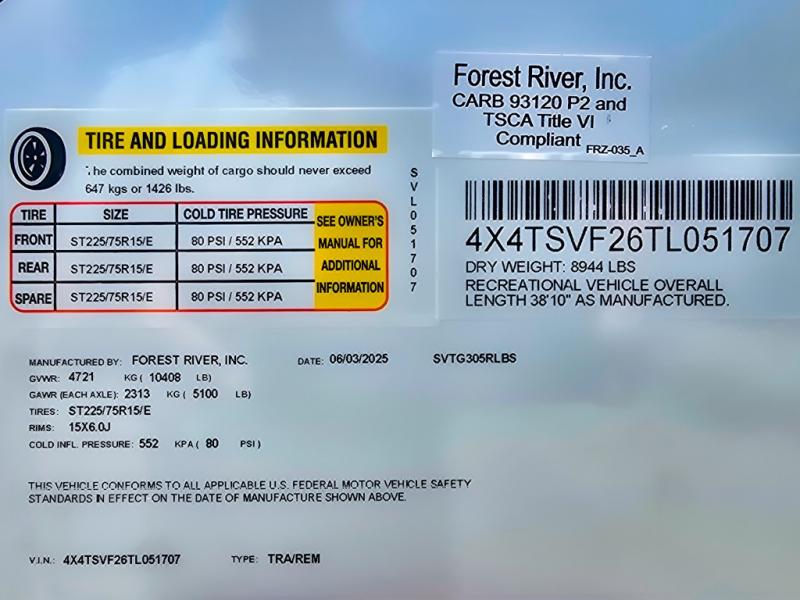 Forest River, Inc.
CARB 93120 P2 and
TSCA Title VI
Compliant
FRZ-035_A
TIRE AND LOADING INFORMATION
The combined weight of cargo should never exceed
647 kgs or 1426 lbs.
TIRE SIZE COLD TIRE PRESSURE
FRONT ST225/75R15/E 80 PSI / 552 KPA
REAR ST225/75R15/E 80 PSI / 552 KPA
SPARE ST225/75R15/E 80 PSI / 552 KPA
SEE OWNER'S
MANUAL FOR
ADDITIONAL
INFORMATION
SVL051707
4X4TSVF26TL051707
DRY WEIGHT: 8944 LBS
RECREATIONAL VEHICLE OVERALL
LENGTH 38'10" AS MANUFACTURED.
MANUFACTURED BY: FOREST RIVER, INC. DATE: 06/03/2025 SVTG305RLBS
GVWR: 4721 KG ( 10408 LB)
GAWR (EACH AXLE): 2313 KG ( 5100 LB)
TIRES: ST225/75R15/E
RIMS: 15X6.0J
COLD INFL. PRESSURE: 552 KPA ( 80 PSI )
THIS VEHICLE CONFORMS TO ALL APPLICABLE U.S. FEDERAL MOTOR VEHICLE SAFETY
STANDARDS IN EFFECT ON THE DATE OF MANUFACTURE SHOWN ABOVE.
V.I.N.: 4X4TSVF26TL051707 TYPE: TRA/REM